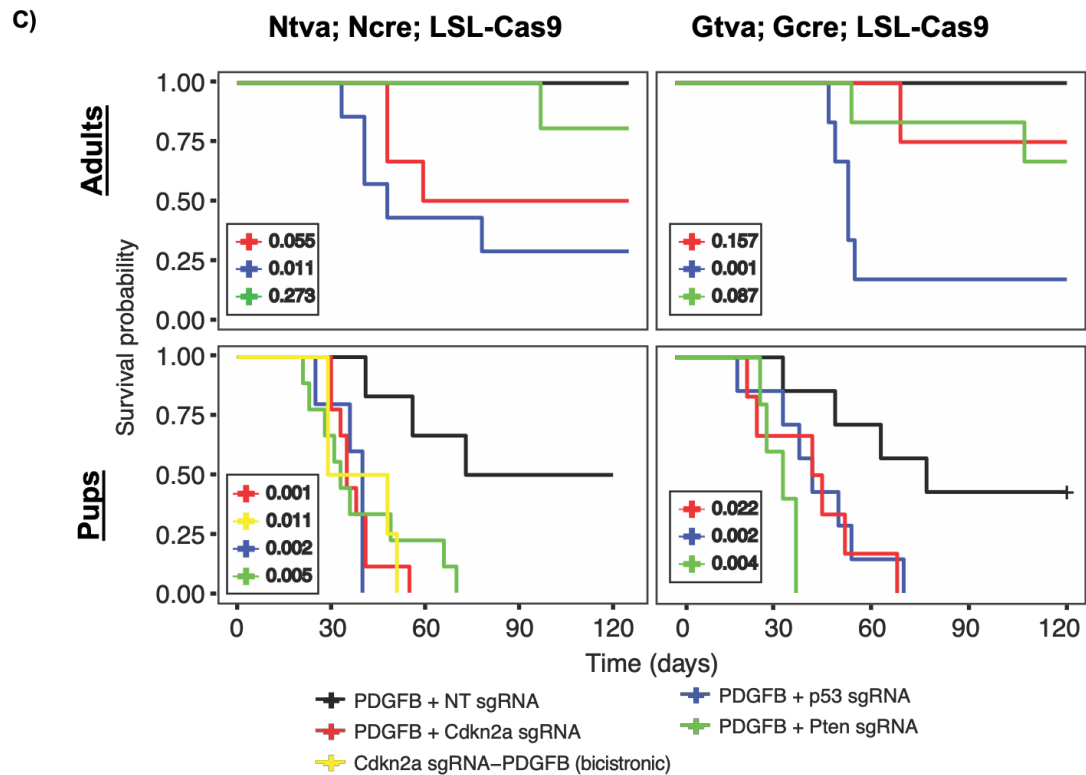 C)
Ntva; Ncre; LSL-Cas9
Gtva; Gcre; LSL-Cas9
Adults
Pups
Survival probability
1.00
0.75
0.50
0.25
0.00
0.055
0.011
0.273
0.157
0.001
0.087
1.00
0.75
0.50
0.25
0.00
0.001
0.011
0.002
0.005
0.022
0.002
0.004
0 30 60 90 120
0 30 60 90 120
Time (days)
PDGFB + NT sgRNA
PDGFB + Cdkn2a sgRNA
Cdkn2a sgRNA–PDGFB (bicistronic)
PDGFB + p53 sgRNA
PDGFB + Pten sgRNA